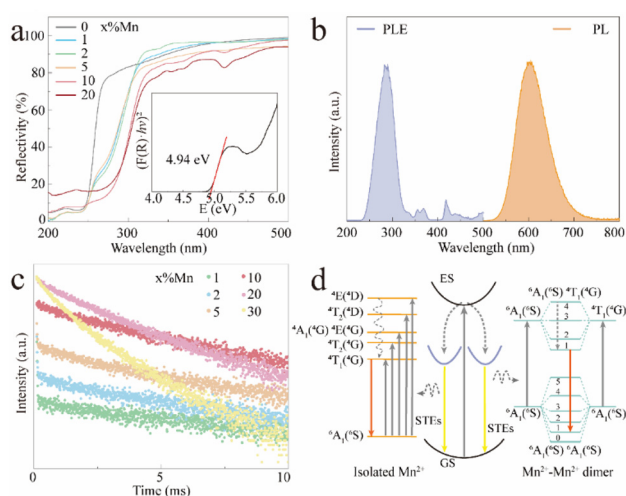 a
x%Mn
0
1
2
5
10
20
Reflectivity (%)
100
80
60
40
20
0
200 300 400 500
Wavelength (nm)
(F(R)·hν)²
4.94 eV
4.0 4.5 5.0 5.5 6.0
E (eV)
b
PLE PL
Intensity (a.u.)
200 300 400 500 600 700 800
Wavelength (nm)
c
x%Mn
1 10
2 20
5 30
Intensity (a.u.)
0 5 10
Time (ms)
d
ES
⁴E(⁴D)
⁴T₂(⁴D)
⁴A₁(⁴G) ⁴E(⁴G)
⁴T₂(⁴G)
⁴T₁(⁴G)
⁶A₁(⁶S)
STEs STEs
GS
Isolated Mn²⁺
⁶A₁(⁶S) ⁴T₁(⁴G)
⁶A₁(⁶S) ⁴T₁(⁴G)
4
3
2
1
⁶A₁(⁶S) ⁶A₁(⁶S)
5
4
3
2
1
0
⁶A₁(⁶S) ⁶A₁(⁶S)
Mn²⁺-Mn²⁺ dimer